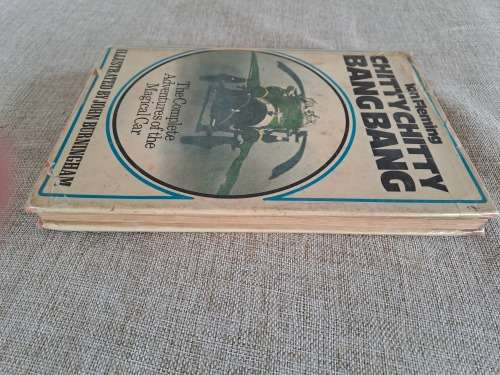 Ian Fleming
CHITTY CHITTY
BANG BANG
The Complete
Adventures of the
Magical Car
ILLUSTRATED BY JOHN BURNINGHAM